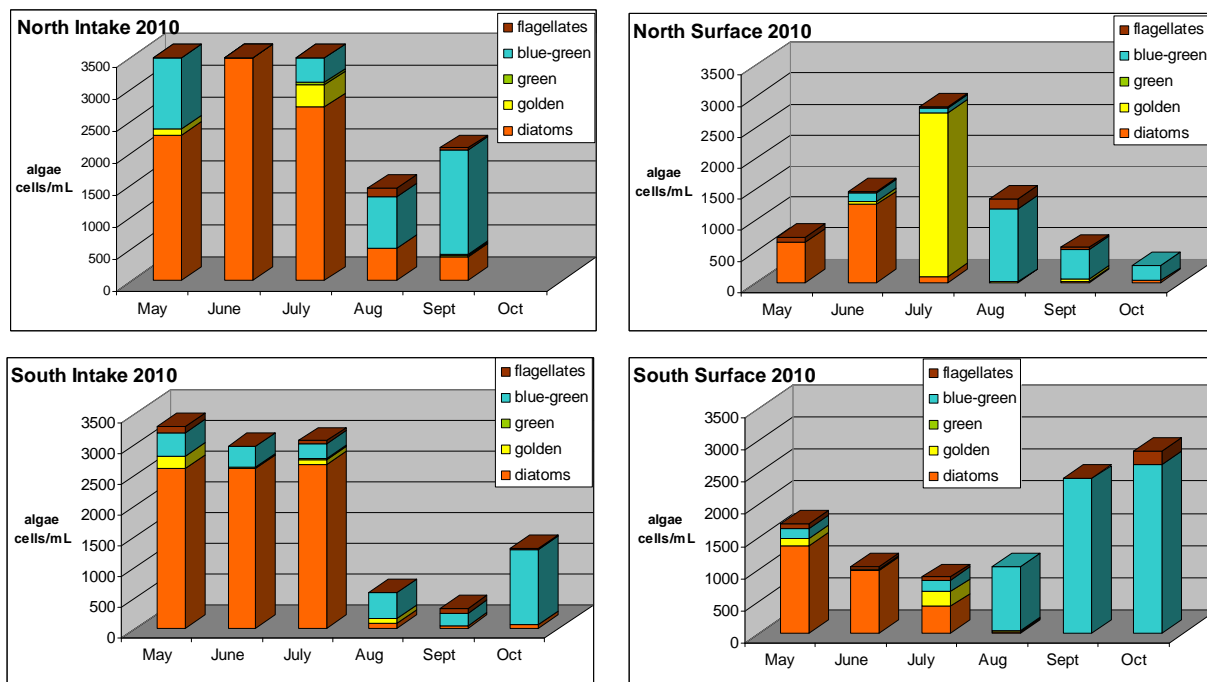 North Intake 2010
flagellates
blue-green
green
golden
diatoms
3500
3000
2500
2000
1500
1000
500
0
algae
cells/mL
May June July Aug Sept Oct
North Surface 2010
flagellates
blue-green
green
golden
diatoms
3500
3000
2500
2000
1500
1000
500
0
algae
cells/mL
May June July Aug Sept Oct
South Intake 2010
flagellates
blue-green
green
golden
diatoms
3500
3000
2500
2000
1500
1000
500
0
algae
cells/mL
May June July Aug Sept Oct
South Surface 2010
flagellates
blue-green
green
golden
diatoms
3500
3000
2500
2000
1500
1000
500
0
algae
cells/mL
May June July Aug Sept Oct